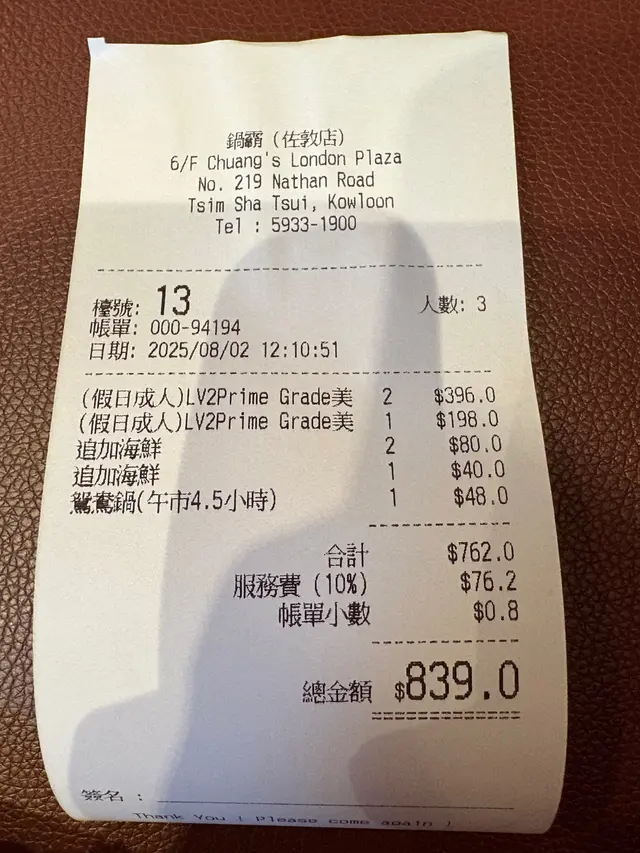 鍋霸 (佐敦店)
6/F Chuang's London Plaza
No. 219 Nathan Road
Tsim Sha Tsui, Kowloon
Tel : 5933-1900
檯號: 13 人數: 3
帳單: 000-94194
日期: 2025/08/02 12:10:51
(假日成人)LV2Prime Grade美 2 $396.0
(假日成人)LV2Prime Grade美 1 $198.0
追加海鮮 2 $80.0
追加海鮮 1 $40.0
鴛鴦鍋(午市4.5小時) 1 $48.0
合計 $762.0
服務費 (10%) $76.2
帳單小數 $0.8
總金額 $839.0
簽名 :
Thank You ! Please come again !